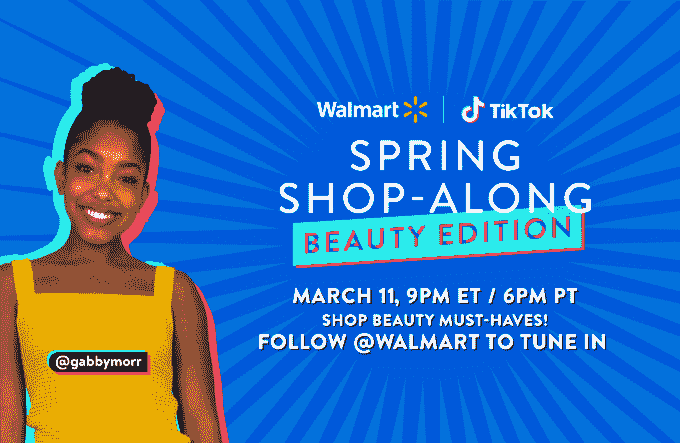 Walmart TikTok
SPRING
SHOP-ALONG
BEAUTY EDITION
MARCH 11, 9PM ET / 6PM PT
SHOP BEAUTY MUST-HAVES!
FOLLOW @WALMART TO TUNE IN
@gabbymorr